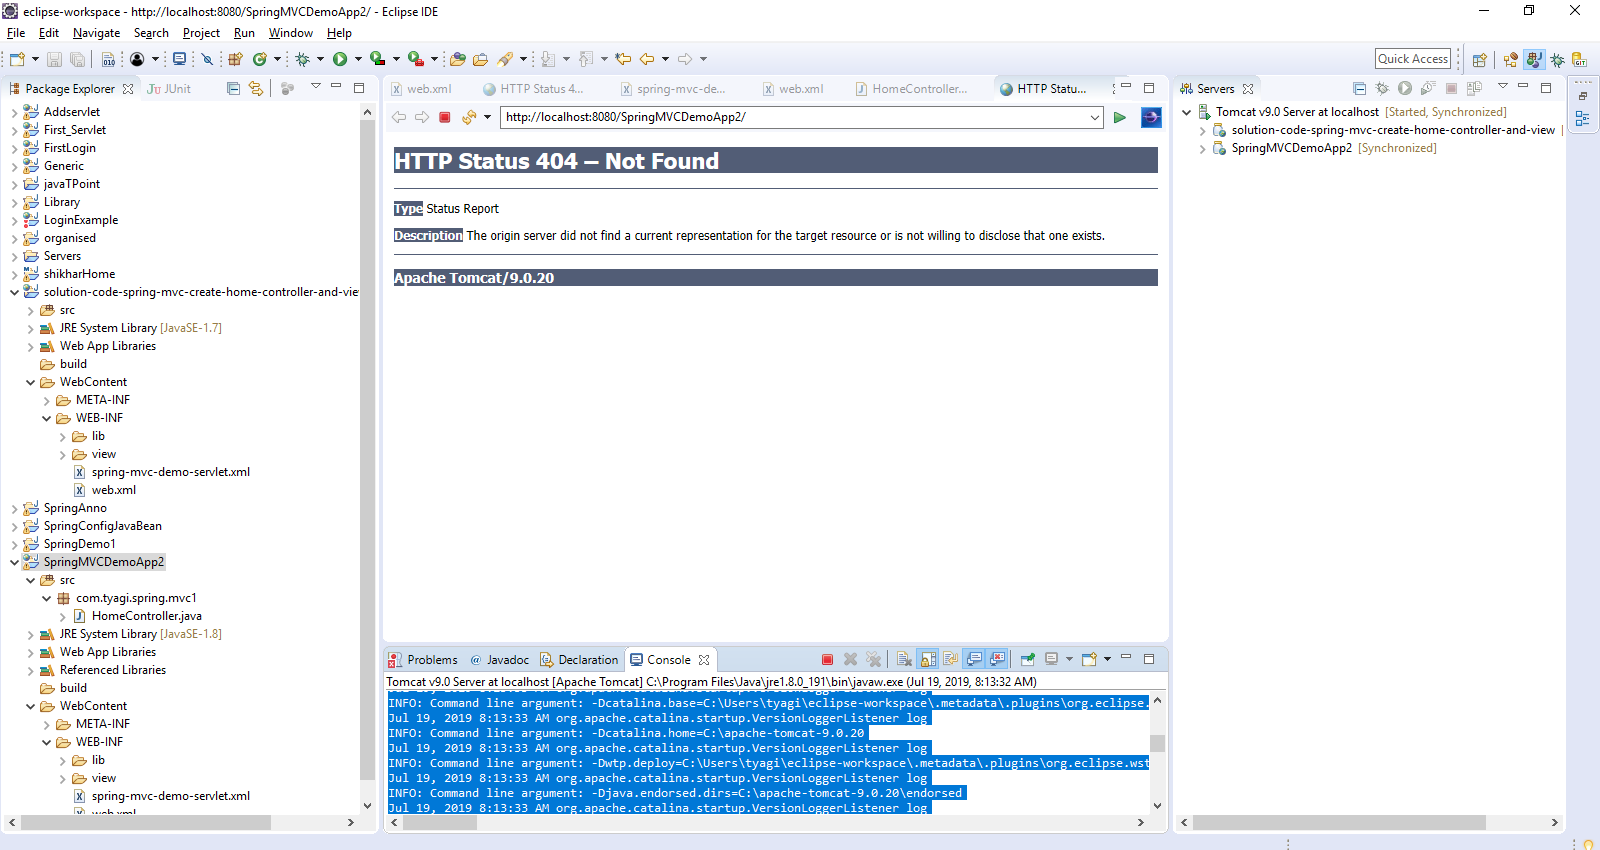 eclipse-workspace - http://localhost:8080/SpringMVCDemoApp2/ - Eclipse IDE
File Edit Navigate Search Project Run Window Help
Quick Access
Package Explorer
JUnit
Addservlet
First_Servlet
FirstLogin
Generic
javaTPoint
Library
LoginExample
organised
Servers
shikharHome
solution-code-spring-mvc-create-home-controller-and-vie
src
JRE System Library [JavaSE-1.7]
Web App Libraries
build
WebContent
META-INF
WEB-INF
lib
view
spring-mvc-demo-servlet.xml
web.xml
SpringAnno
SpringConfigJavaBean
SpringDemo1
SpringMVCDemoApp2
src
com.tyagi.spring.mvc1
HomeController.java
JRE System Library [JavaSE-1.8]
Web App Libraries
Referenced Libraries
build
WebContent
META-INF
WEB-INF
lib
view
spring-mvc-demo-servlet.xml
web.xml
web.xml HTTP Status 4... spring-mvc-de... web.xml HomeController... HTTP Statu...
http://localhost:8080/SpringMVCDemoApp2/
HTTP Status 404 – Not Found
Type Status Report
Description The origin server did not find a current representation for the target resource or is not willing to disclose that one exists.
Apache Tomcat/9.0.20
Problems @ Javadoc Declaration Console
Tomcat v9.0 Server at localhost [Apache Tomcat] C:\Program Files\Java\jre1.8.0_191\bin\javaw.exe (Jul 19, 2019, 8:13:32 AM)
INFO: Command line argument: -Dcatalina.base=C:\Users\tyagi\eclipse-workspace\.metadata\.plugins\org.eclipse.
Jul 19, 2019 8:13:33 AM org.apache.catalina.startup.VersionLoggerListener log
INFO: Command line argument: -Dcatalina.home=C:\apache-tomcat-9.0.20
Jul 19, 2019 8:13:33 AM org.apache.catalina.startup.VersionLoggerListener log
INFO: Command line argument: -Dwtp.deploy=C:\Users\tyagi\eclipse-workspace\.metadata\.plugins\org.eclipse.wst
Jul 19, 2019 8:13:33 AM org.apache.catalina.startup.VersionLoggerListener log
INFO: Command line argument: -Djava.endorsed.dirs=C:\apache-tomcat-9.0.20\endorsed
Jul 19, 2019 8:13:33 AM org.apache.catalina.startup.VersionLoggerListener log
Servers
Tomcat v9.0 Server at localhost [Started, Synchronized]
solution-code-spring-mvc-create-home-controller-and-view
SpringMVCDemoApp2 [Synchronized]